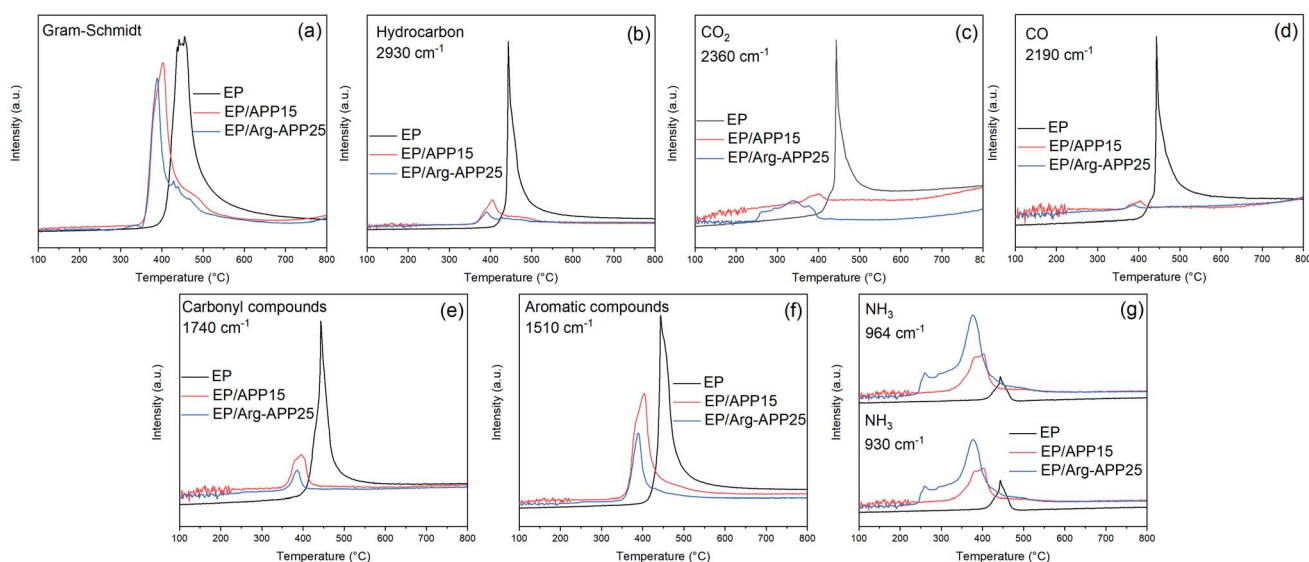 Gram-Schmidt
(a)
EP
EP/APP15
EP/Arg-APP25
Intensity (a.u.)
100 200 300 400 500 600 700 800
Temperature (°C)
Hydrocarbon
2930 cm⁻¹
(b)
EP
EP/APP15
EP/Arg-APP25
Intensity (a.u.)
100 200 300 400 500 600 700 800
Temperature (°C)
CO₂
2360 cm⁻¹
(c)
EP
EP/APP15
EP/Arg-APP25
Intensity (a.u.)
100 200 300 400 500 600 700 800
Temperature (°C)
CO
2190 cm⁻¹
(d)
EP
EP/APP15
EP/Arg-APP25
Intensity (a.u.)
100 200 300 400 500 600 700 800
Temperature (°C)
Carbonyl compounds
1740 cm⁻¹
(e)
EP
EP/APP15
EP/Arg-APP25
Intensity (a.u.)
100 200 300 400 500 600 700 800
Temperature (°C)
Aromatic compounds
1510 cm⁻¹
(f)
EP
EP/APP15
EP/Arg-APP25
Intensity (a.u.)
100 200 300 400 500 600 700 800
Temperature (°C)
NH₃
964 cm⁻¹
(g)
NH₃
930 cm⁻¹
EP
EP/APP15
EP/Arg-APP25
Intensity (a.u.)
100 200 300 400 500 600 700 800
Temperature (°C)